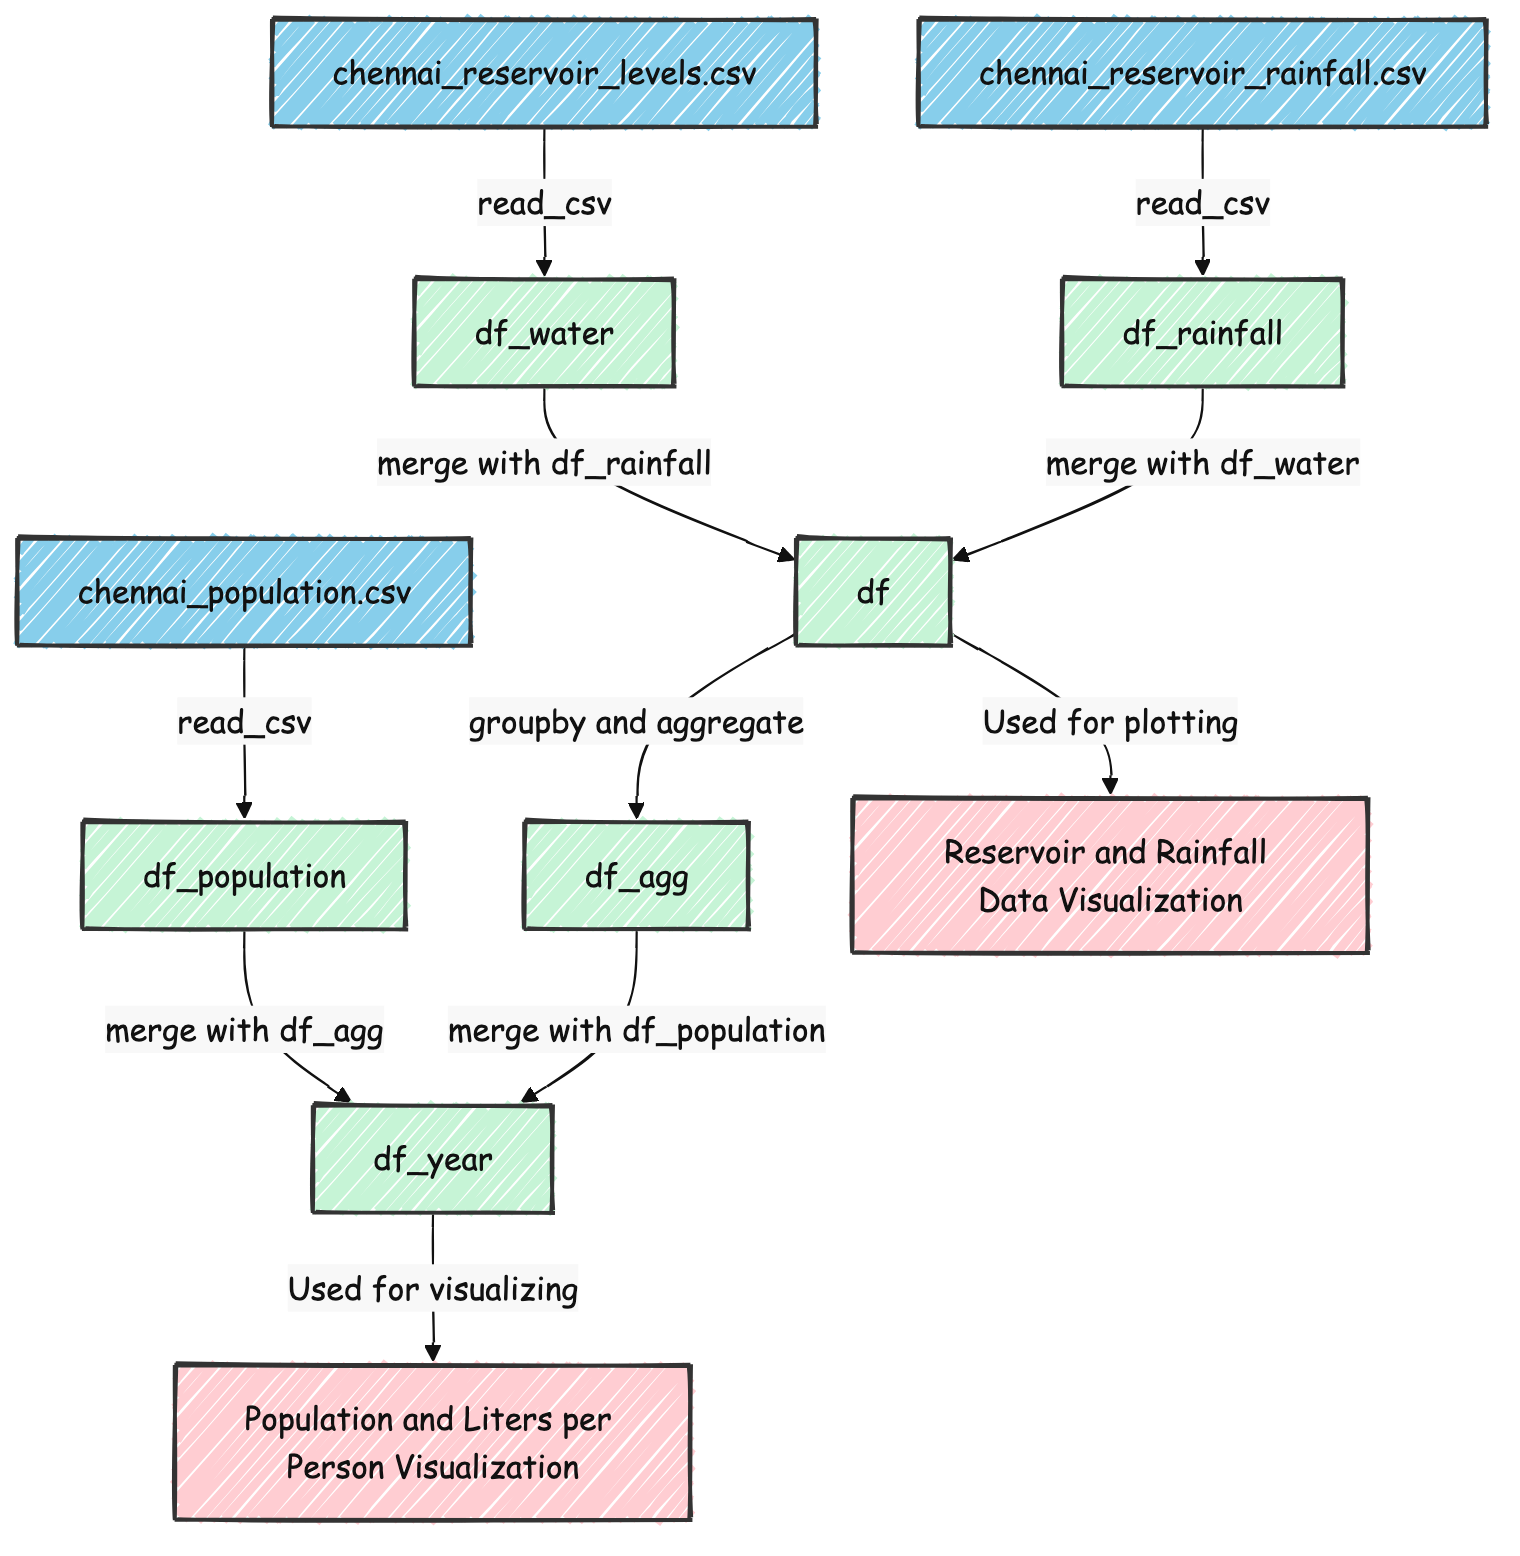 chennai_reservoir_levels.csv
chennai_reservoir_rainfall.csv
read_csv
read_csv
df_water
df_rainfall
merge with df_rainfall
merge with df_water
chennai_population.csv
df
read_csv
groupby and aggregate
Used for plotting
df_population
df_agg
Reservoir and Rainfall
Data Visualization
merge with df_agg
merge with df_population
df_year
Used for visualizing
Population and Liters per
Person Visualization